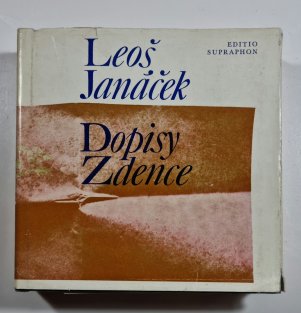 Leoš
Janáček
EDITIO
SUPRAPHON
Dopisy
Zdence